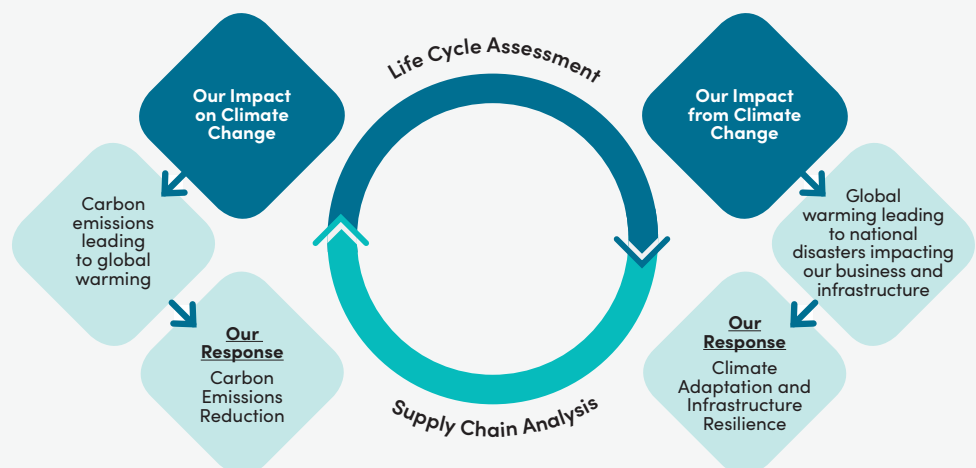 Our Impact
on Climate
Change
Carbon
emissions
leading
to global
warming
Our
Response
Carbon
Emissions
Reduction
Life Cycle Assessment
Supply Chain Analysis
Our Impact
from Climate
Change
Global
warming leading
to national
disasters impacting
our business and
infrastructure
Our
Response
Climate
Adaptation and
Infrastructure
Resilience